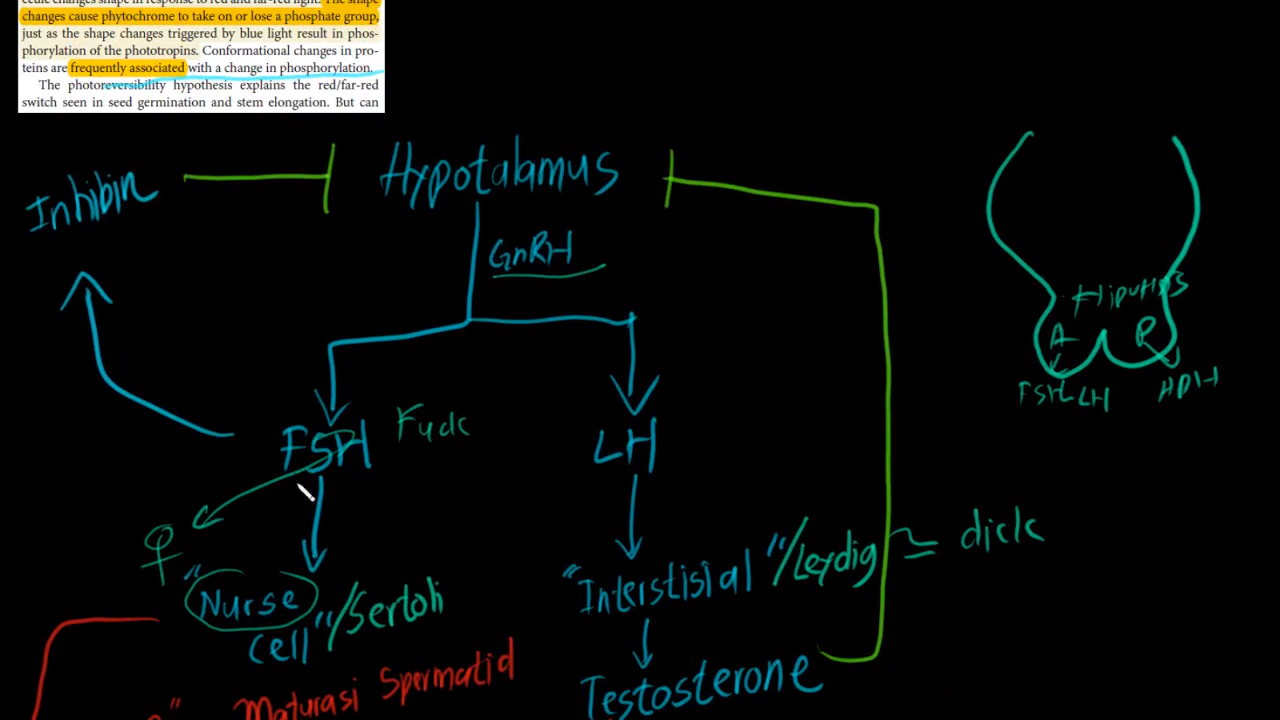 changes cause phytochrome to take on or lose a phosphate group,
just as the shape changes triggered by blue light result in phos-
phorylation of the phototropins. Conformational changes in pro-
teins are frequently associated with a change in phosphorylation.
The photoreversibility hypothesis explains the red/far-red
switch seen in seed germination and stem elongation. But can
Inhibin
Hypotalamus
GnRH
A P
FSH LH
ADH
FSH Fuck
LH
"Interstisial"/Leydig ≅ dick
♀
"Nurse
cell"/Sertoli
Testosterone
Maturasi Spermatid